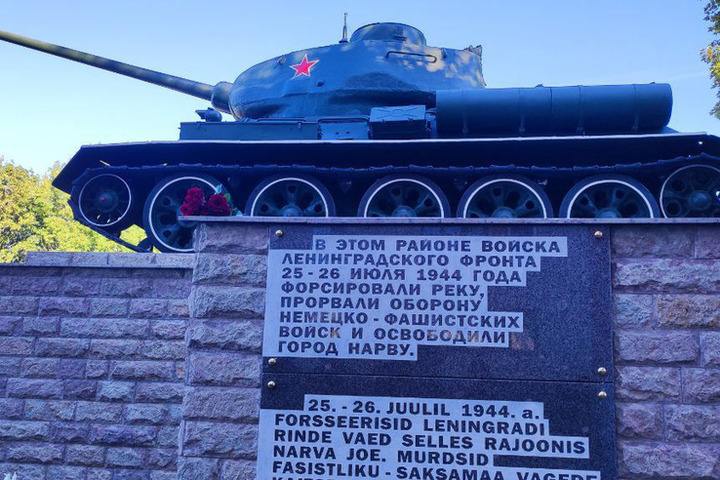 В ЭТОМ РАЙОНЕ ВОЙСКА
ЛЕНИНГРАДСКОГО ФРОНТА
25-26 ИЮЛЯ 1944 ГОДА
ФОРСИРОВАЛИ РЕКУ,
ПРОРВАЛИ ОБОРОНУ
НЕМЕЦКО-ФАШИСТСКИХ
ВОЙСК И ОСВОБОДИЛИ
ГОРОД НАРВУ.
25.-26. JUULIL 1944. a.
FORSSEERISID LENINGRADI
RINDE VAED SELLES RAJOONIS
NARVA JOE. MURDSID
FASISTLIKU-SAKSAMAA VAGEDE